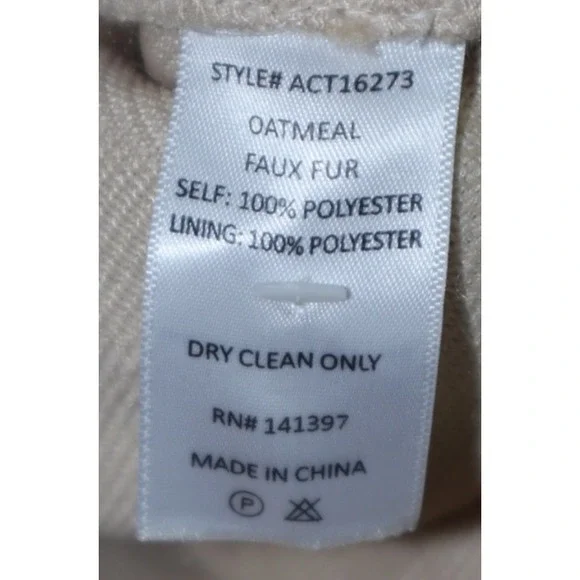 STYLE# ACT16273
OATMEAL
FAUX FUR
SELF: 100% POLYESTER
LINING: 100% POLYESTER
DRY CLEAN ONLY
RN# 141397
MADE IN CHINA
P